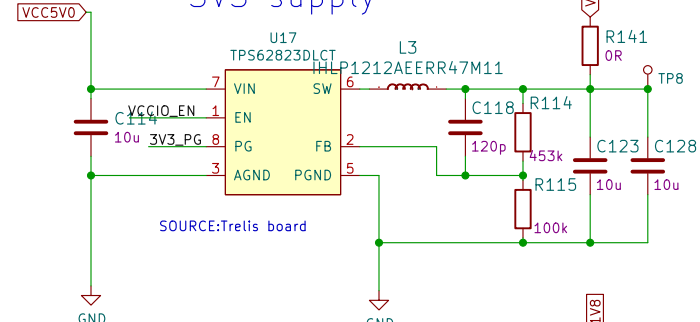 3V3 supply
VCC5V0
U17
TPS62823DLCT
L3
IHLP1212AEERR47M11
R141
0R
TP8
7 VIN
SW 6
VCCIO_EN
1 EN
C114
10u
3V3_PG
8 PG
FB 2
3 AGND
PGND 5
C118
120p
R114
453k
C123
10u
C128
10u
R115
100k
SOURCE:Trelis board
GND
GND
1V8